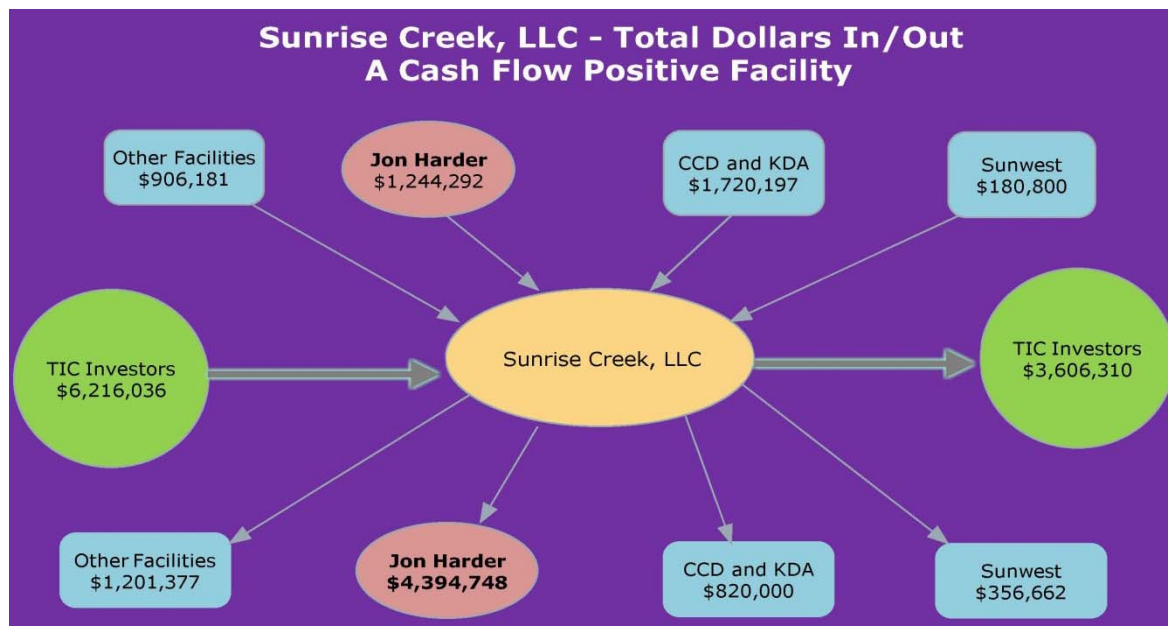 Sunrise Creek, LLC - Total Dollars In/Out
A Cash Flow Positive Facility
Other Facilities
$906,181
Jon Harder
$1,244,292
CCD and KDA
$1,720,197
Sunwest
$180,800
TIC Investors
$6,216,036
Sunrise Creek, LLC
TIC Investors
$3,606,310
Other Facilities
$1,201,377
Jon Harder
$4,394,748
CCD and KDA
$820,000
Sunwest
$356,662